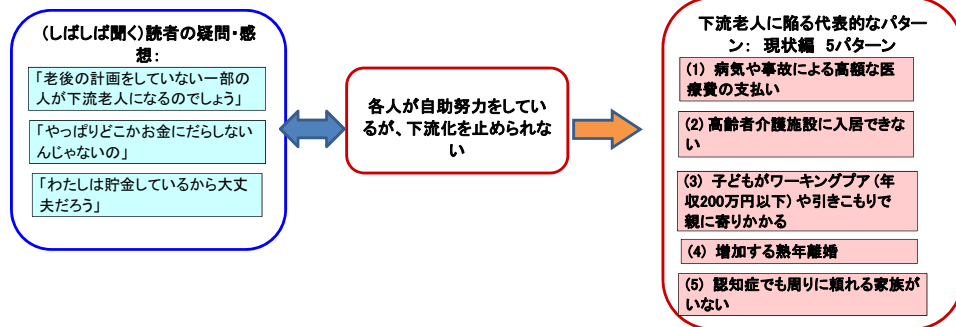 (しばしば聞く)読者の疑問・感
想:
「老後の計画をしていない一部の
人が下流老人になるのでしょう」
「やっぱりどこかお金にだらしない
んじゃないの」
「わたしは貯金しているから大丈
夫だろう」
各人が自助努力をしてい
るが、下流化を止められな
い
下流老人に陥る代表的なパター
ン: 現状編 5パターン
(1) 病気や事故による高額な医
療費の支払い
(2) 高齢者介護施設に入居できな
い
(3) 子どもがワーキングプア (年
収200万円以下) や引きこもりで
親に寄りかかる
(4) 増加する熟年離婚
(5) 認知症でも周りに頼れる家族が
いない